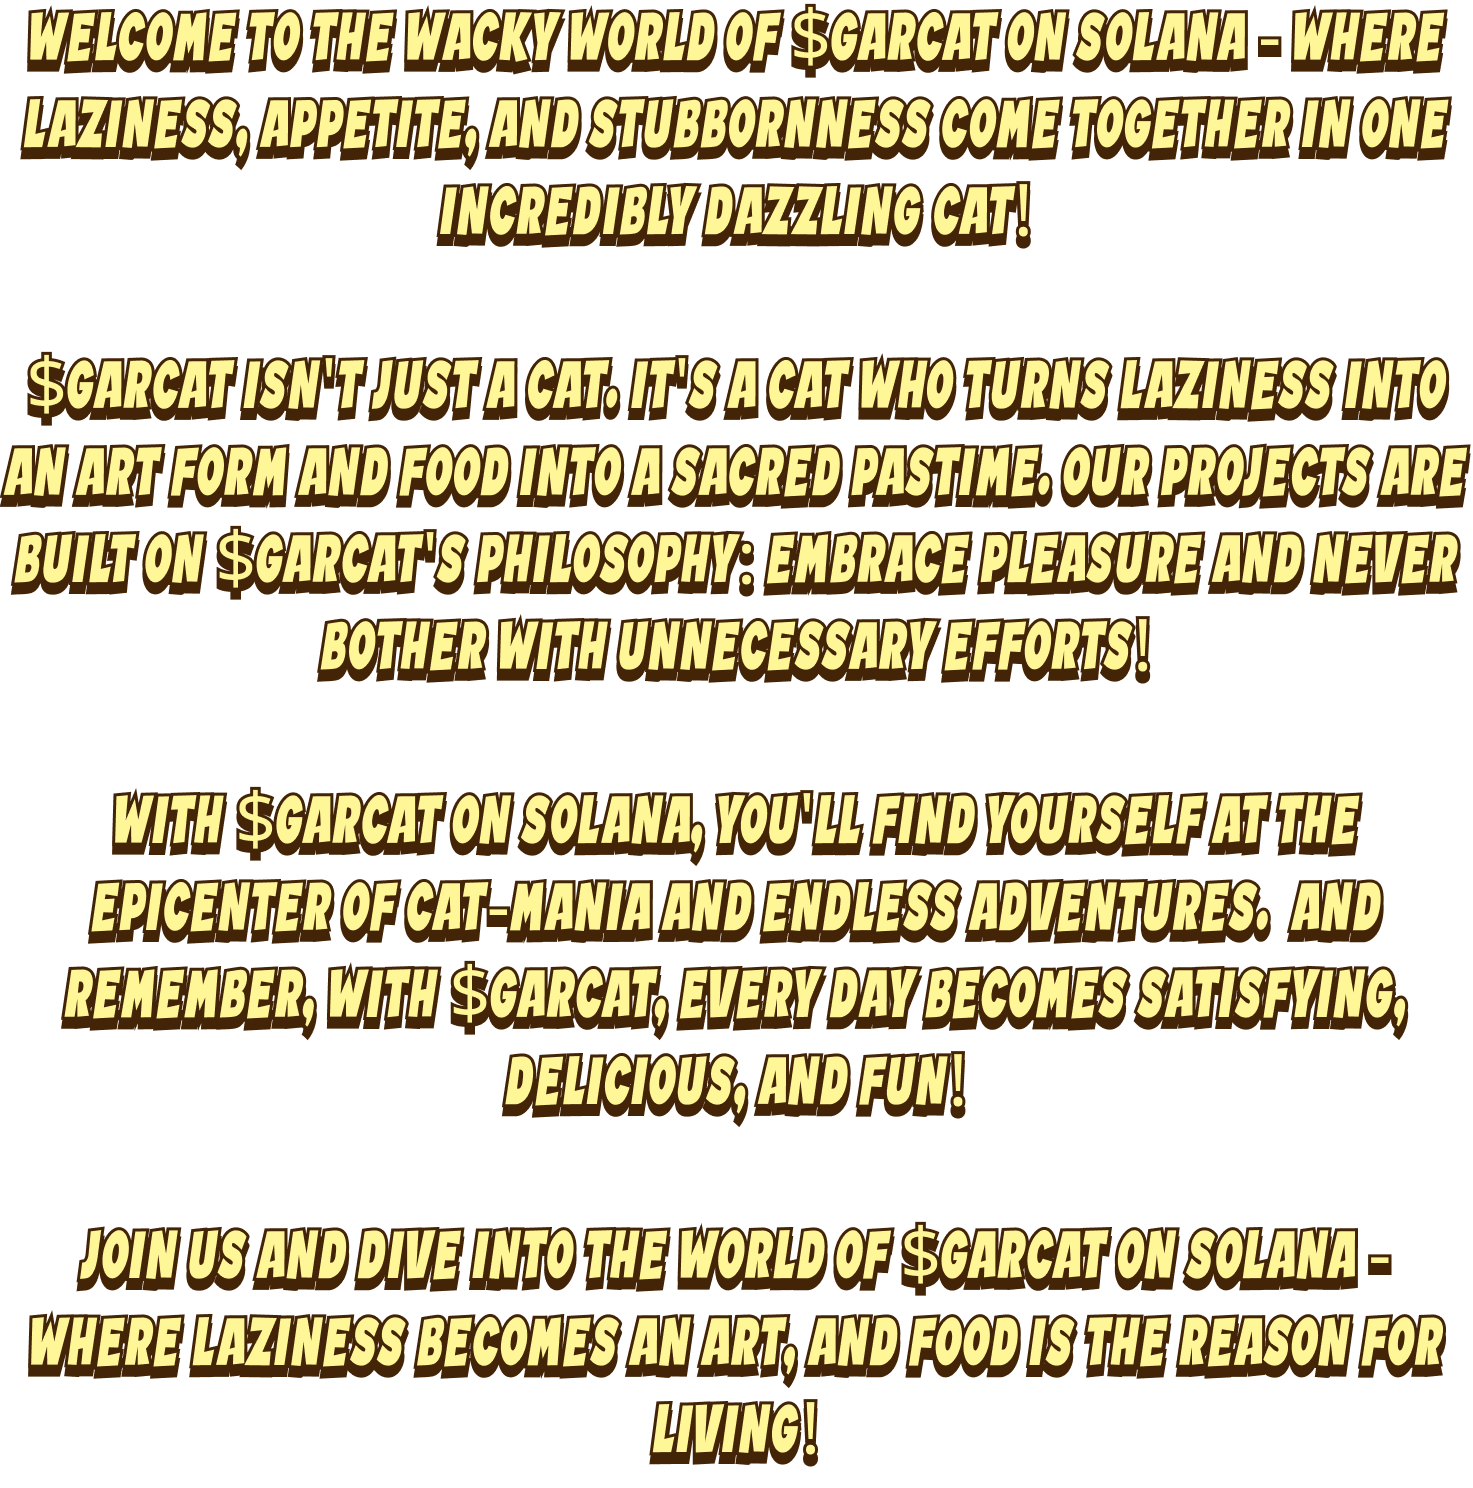 WELCOME TO THE WACKY WORLD OF $GARCAT ON SOLANA - WHERE
LAZINESS, APPETITE, AND STUBBORNNESS COME TOGETHER IN ONE
INCREDIBLY DAZZLING CAT!
$GARCAT ISN'T JUST A CAT. IT'S A CAT WHO TURNS LAZINESS INTO
AN ART FORM AND FOOD INTO A SACRED PASTIME. OUR PROJECTS ARE
BUILT ON $GARCAT'S PHILOSOPHY: EMBRACE PLEASURE AND NEVER
BOTHER WITH UNNECESSARY EFFORTS!
WITH $GARCAT ON SOLANA, YOU'LL FIND YOURSELF AT THE
EPICENTER OF CAT-MANIA AND ENDLESS ADVENTURES. AND
REMEMBER, WITH $GARCAT, EVERY DAY BECOMES SATISFYING,
DELICIOUS, AND FUN!
JOIN US AND DIVE INTO THE WORLD OF $GARCAT ON SOLANA -
WHERE LAZINESS BECOMES AN ART, AND FOOD IS THE REASON FOR
LIVING!